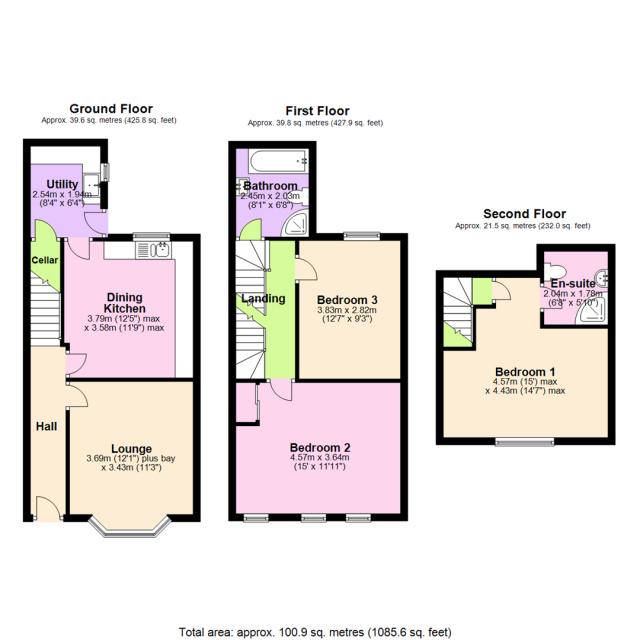 Ground Floor
Approx. 39.6 sq. metres (425.8 sq. feet)
Utility
2.54m x 1.94m
(8'4" x 6'4")
Cellar
Dining
Kitchen
3.79m (12'5") max
x 3.58m (11'9") max
Hall
Lounge
3.69m (12'1") plus bay
x 3.43m (11'3")
First Floor
Approx. 39.8 sq. metres (427.9 sq. feet)
Bathroom
2.45m x 2.03m
(8'1" x 6'8")
Landing
Bedroom 3
3.83m x 2.82m
(12'7" x 9'3")
Bedroom 2
4.57m x 3.64m
(15' x 11'11")
Second Floor
Approx. 21.5 sq. metres (232.0 sq. feet)
En-suite
2.04m x 1.78m
(6'8" x 5'10")
Bedroom 1
4.57m (15') max
x 4.43m (14'7") max
Total area: approx. 100.9 sq. metres (1085.6 sq. feet)